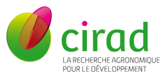 cirad
LA RECHERCHE AGRONOMIQUE
POUR LE DÉVELOPPEMENT